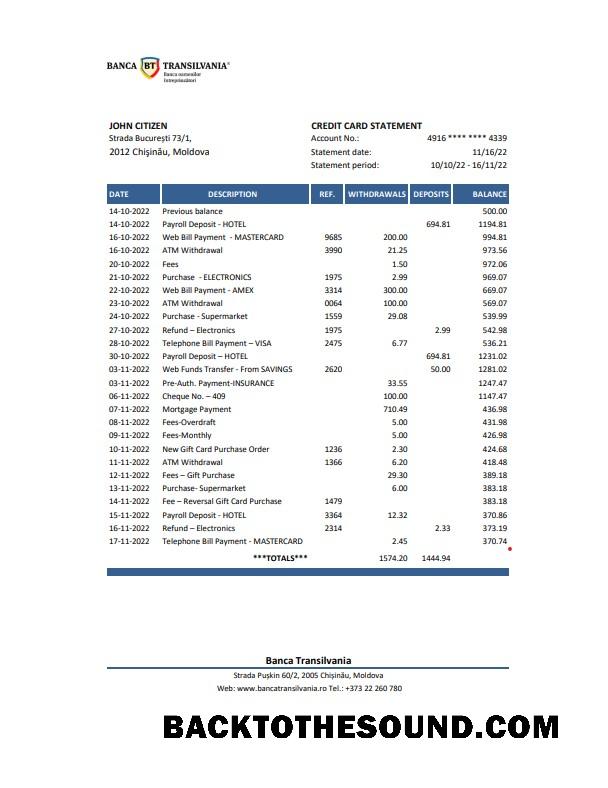 BANCA BT TRANSILVANIA®
Banca oamenilor
întreprinzători
JOHN CITIZEN
Strada București 73/1,
2012 Chișinău, Moldova
CREDIT CARD STATEMENT
Account No.: 4916 **** **** 4339
Statement date: 11/16/22
Statement period: 10/10/22 - 16/11/22
DATE DESCRIPTION REF. WITHDRAWALS DEPOSITS BALANCE
14-10-2022 Previous balance 500.00
14-10-2022 Payroll Deposit - HOTEL 694.81 1194.81
16-10-2022 Web Bill Payment - MASTERCARD 9685 200.00 994.81
16-10-2022 ATM Withdrawal 3990 21.25 973.56
20-10-2022 Fees 1.50 972.06
21-10-2022 Purchase - ELECTRONICS 1975 2.99 969.07
22-10-2022 Web Bill Payment - AMEX 3314 300.00 669.07
23-10-2022 ATM Withdrawal 0064 100.00 569.07
24-10-2022 Purchase - Supermarket 1559 29.08 539.99
27-10-2022 Refund – Electronics 1975 2.99 542.98
28-10-2022 Telephone Bill Payment – VISA 2475 6.77 536.21
30-10-2022 Payroll Deposit – HOTEL 694.81 1231.02
03-11-2022 Web Funds Transfer - From SAVINGS 2620 50.00 1281.02
03-11-2022 Pre-Auth. Payment-INSURANCE 33.55 1247.47
06-11-2022 Cheque No. – 409 100.00 1147.47
07-11-2022 Mortgage Payment 710.49 436.98
08-11-2022 Fees-Overdraft 5.00 431.98
09-11-2022 Fees-Monthly 5.00 426.98
10-11-2022 New Gift Card Purchase Order 1236 2.30 424.68
11-11-2022 ATM Withdrawal 1366 6.20 418.48
12-11-2022 Fees – Gift Purchase 29.30 389.18
13-11-2022 Purchase- Supermarket 6.00 383.18
14-11-2022 Fee – Reversal Gift Card Purchase 1479 383.18
15-11-2022 Payroll Deposit - HOTEL 3364 12.32 370.86
16-11-2022 Refund – Electronics 2314 2.33 373.19
17-11-2022 Telephone Bill Payment - MASTERCARD 2.45 370.74
***TOTALS*** 1574.20 1444.94
Banca Transilvania
Strada Pușkin 60/2, 2005 Chișinău, Moldova
Web: www.bancatransilvania.ro Tel.: +373 22 260 780
BACKTOTHESOUND.COM